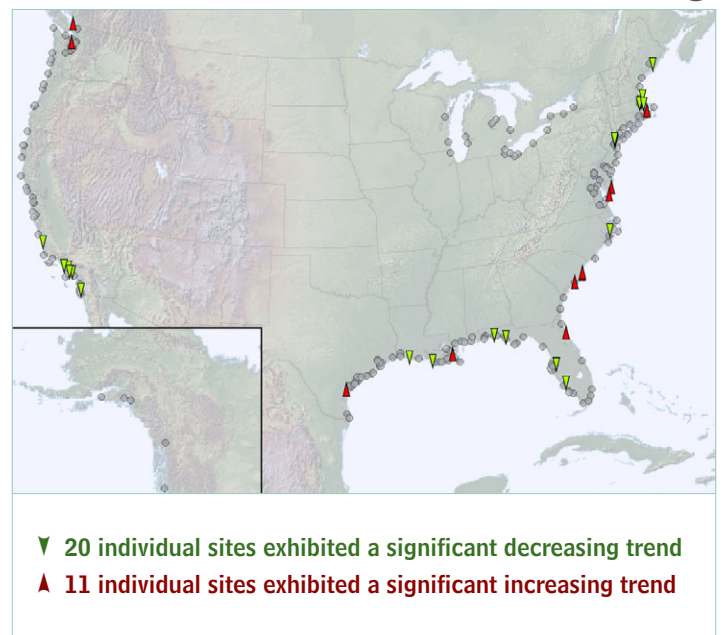 20 individual sites exhibited a significant decreasing trend
11 individual sites exhibited a significant increasing trend